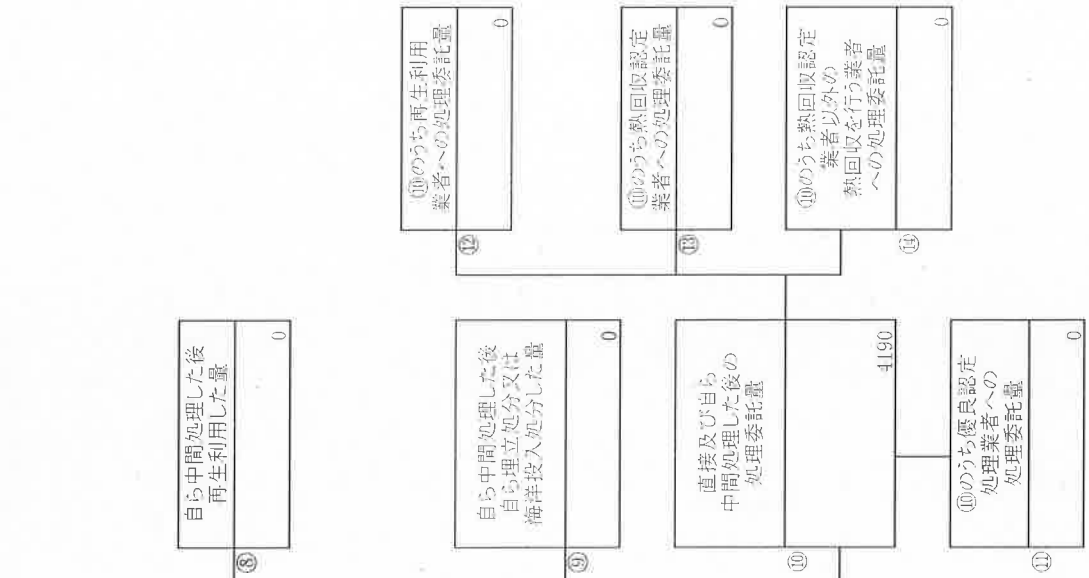 ⑧
自ら中間処理した後
再生利用した量
0
⑨
自ら中間処理した後
自ら埋立処分又は
海洋投入処分した量
0
⑩
直接及び自ら
中間処理した後の
処理委託量
4190
⑪
⑩のうち優良認定
処理業者への
処理委託量
0
⑫
⑩のうち再生利用
業者への処理委託量
0
⑬
⑩のうち熱回収認定
業者への処理委託量
0
⑭
⑩のうち熱回収認定
業者以外の
熱回収を行う業者
への処理委託量
0